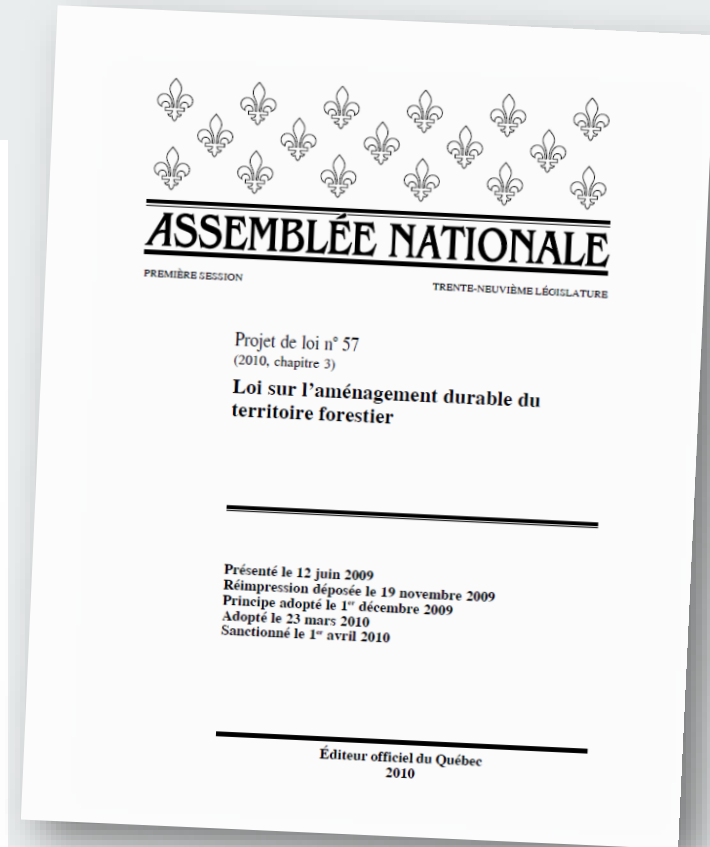 ASSEMBLÉE NATIONALE
PREMIÈRE SESSION TRENTE-NEUVIÈME LÉGISLATURE
Projet de loi n° 57
(2010, chapitre 3)
Loi sur l’aménagement durable du
territoire forestier
Présenté le 12 juin 2009
Réimpression déposée le 19 novembre 2009
Principe adopté le 1er décembre 2009
Adopté le 23 mars 2010
Sanctionné le 1er avril 2010
Éditeur officiel du Québec
2010